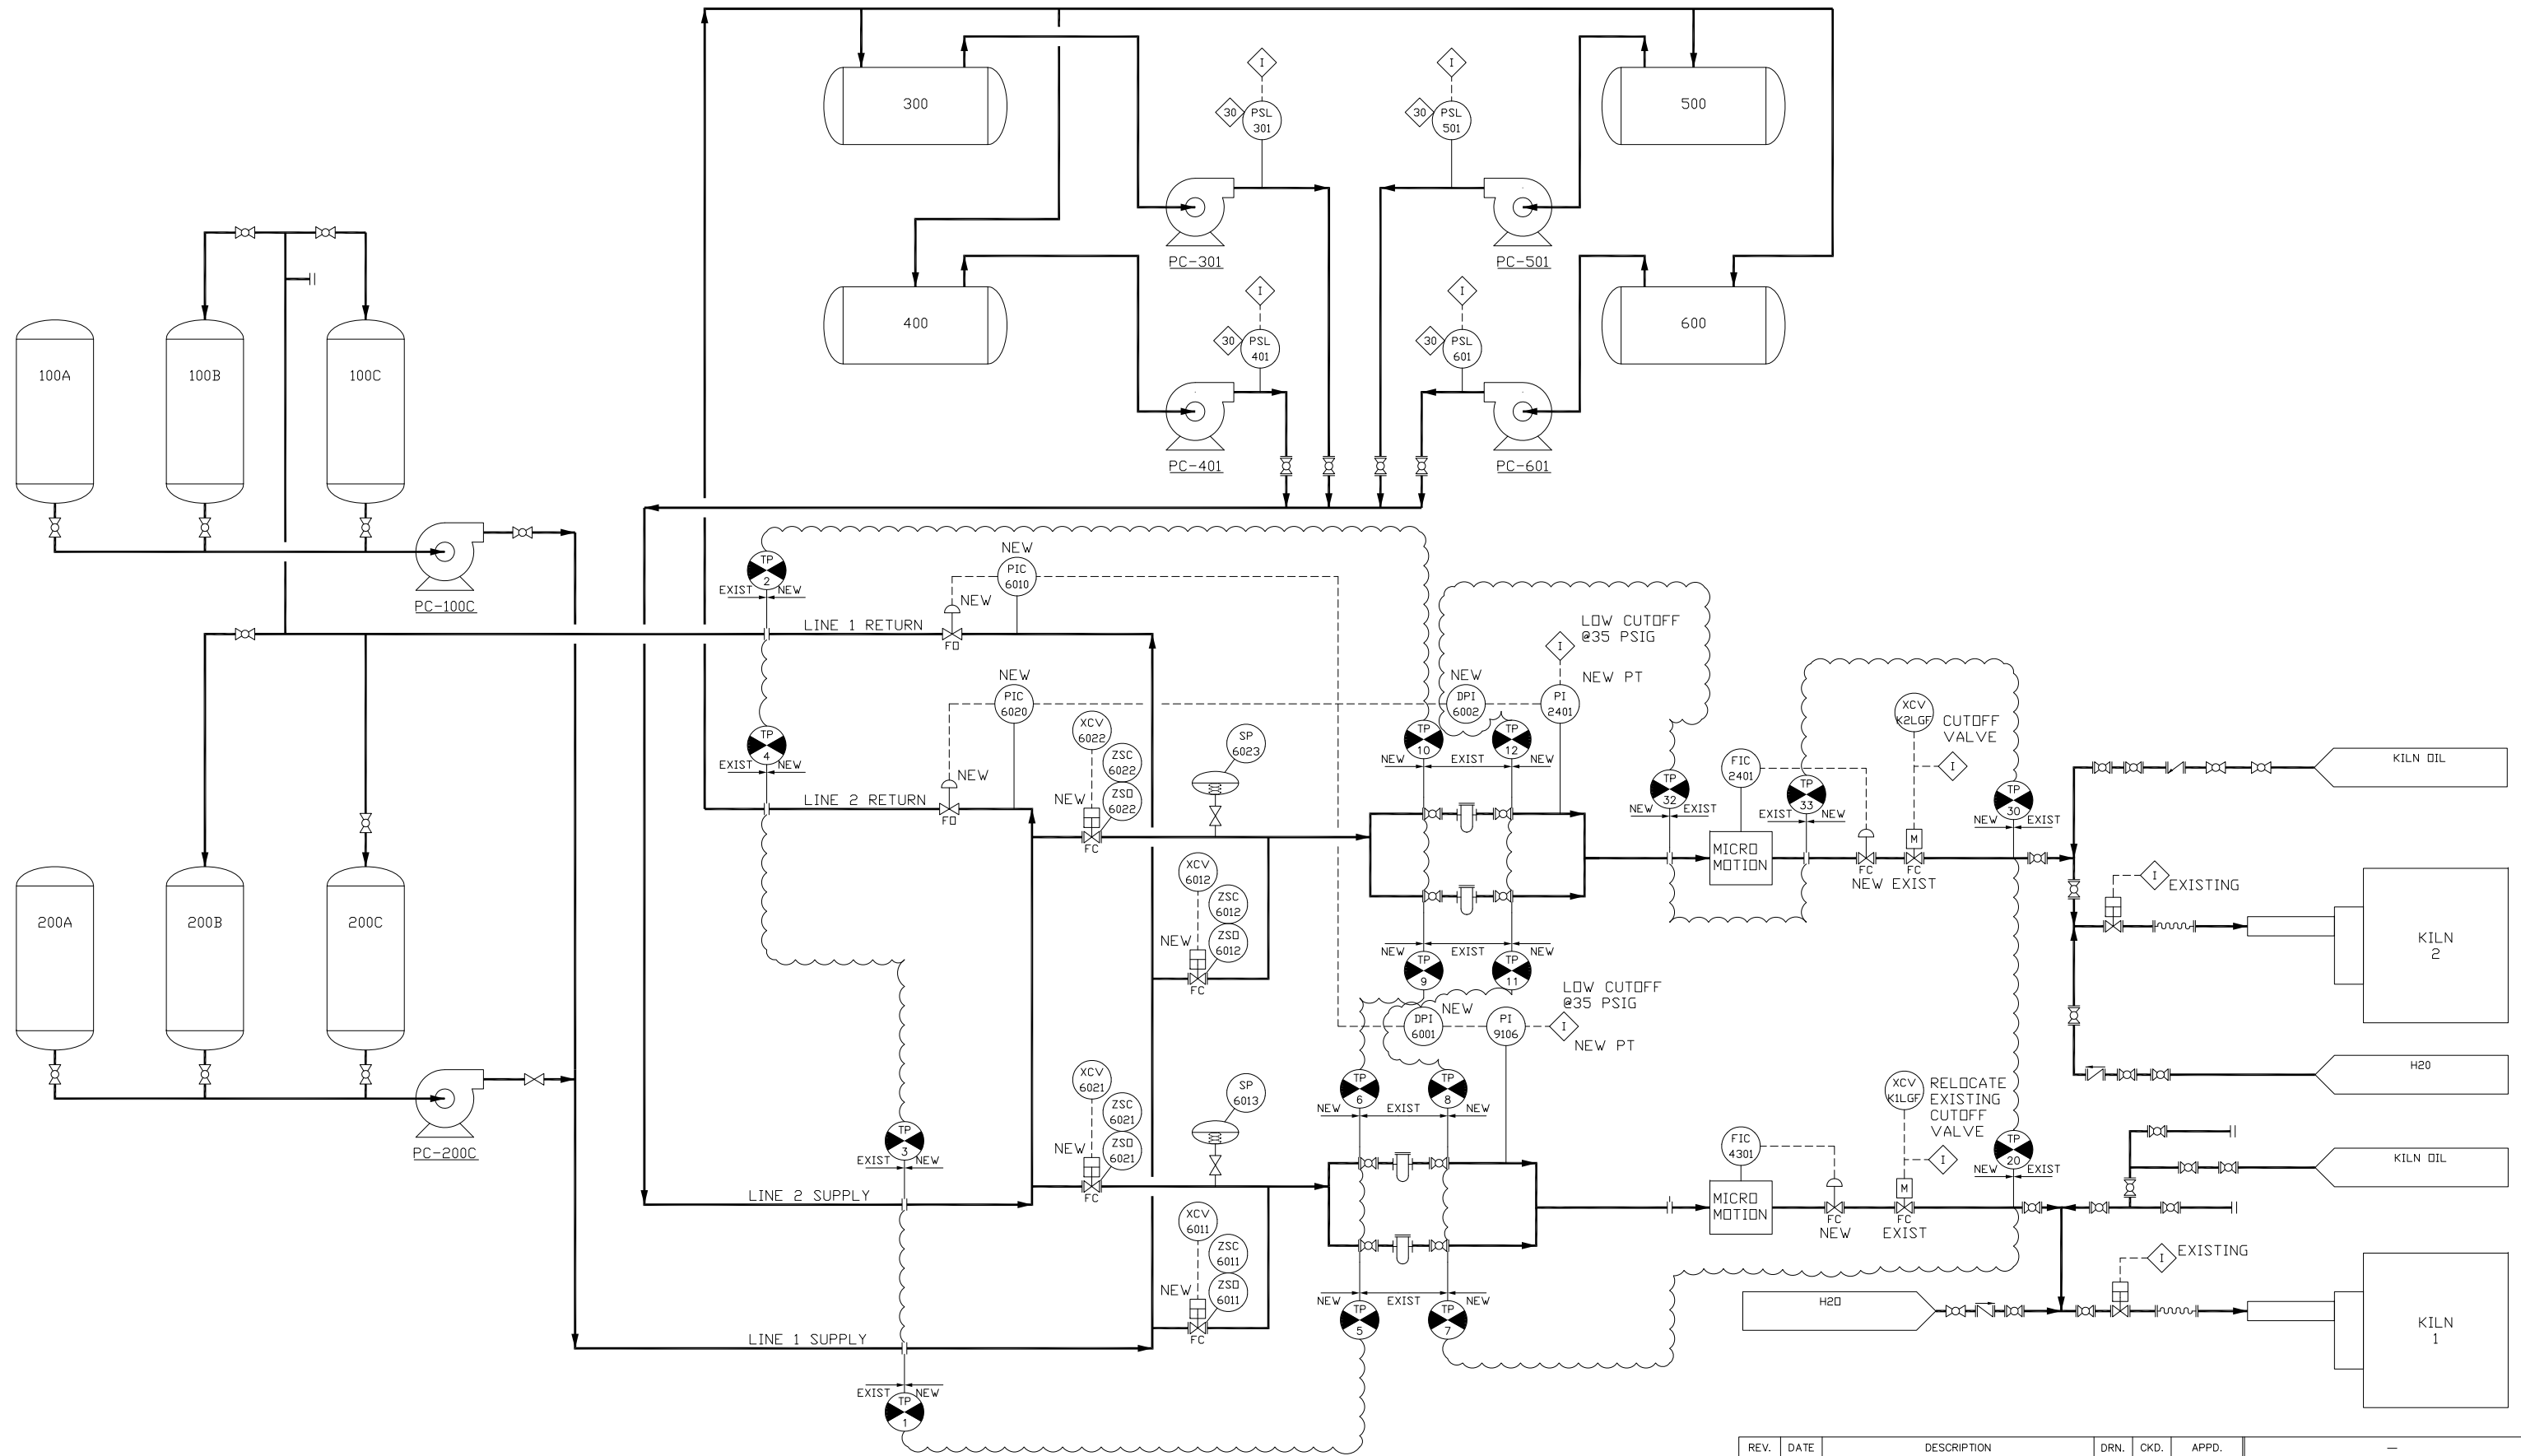 300
500
I
I
30
PSL
301
30
PSL
501
PC-301
PC-501
400
600
I
I
30
PSL
401
30
PSL
601
PC-401
PC-601
100A
100B
100C
PC-100C
TP
2
EXIST
NEW
NEW
PIC
6010
NEW
LINE 1 RETURN
FO
NEW
PIC
6020
NEW
TP
4
EXIST
NEW
LINE 2 RETURN
FO
LOW CUTOFF
@35 PSIG
I
NEW PT
NEW
DPI
6002
PI
2401
XCV
6022
ZSC
6022
ZSO
6022
NEW
FC
SP
6023
TP
10
TP
12
NEW
EXIST
NEW
XCV
6012
ZSC
6012
ZSO
6012
NEW
FC
TP
32
NEW
EXIST
FIC
2401
TP
33
EXIST
NEW
MICRO
MOTION
XCV
K2LGF
CUTOFF
VALVE
I
M
FC
FC
NEW
EXIST
TP
30
NEW
EXIST
KILN OIL
I
EXISTING
KILN
2
H20
200A
200B
200C
PC-200C
NEW
EXIST
NEW
TP
9
TP
11
LOW CUTOFF
@35 PSIG
NEW
DPI
6001
PI
9106
I
NEW PT
TP
3
EXIST
NEW
LINE 2 SUPPLY
XCV
6021
ZSC
6021
ZSO
6021
NEW
FC
SP
6013
TP
6
TP
8
NEW
EXIST
NEW
XCV
6011
ZSC
6011
ZSO
6011
NEW
FC
FIC
4301
MICRO
MOTION
XCV
K1LGF
RELOCATE
EXISTING
CUTOFF
VALVE
I
M
FC
NEW
FC
EXIST
TP
20
NEW
EXIST
KILN OIL
I
EXISTING
H2O
KILN
1
NEW
EXIST
NEW
TP
5
TP
7
LINE 1 SUPPLY
EXIST
NEW
TP
1
REV.
DATE
DESCRIPTION
DRN.
CKD.
APPD.
—